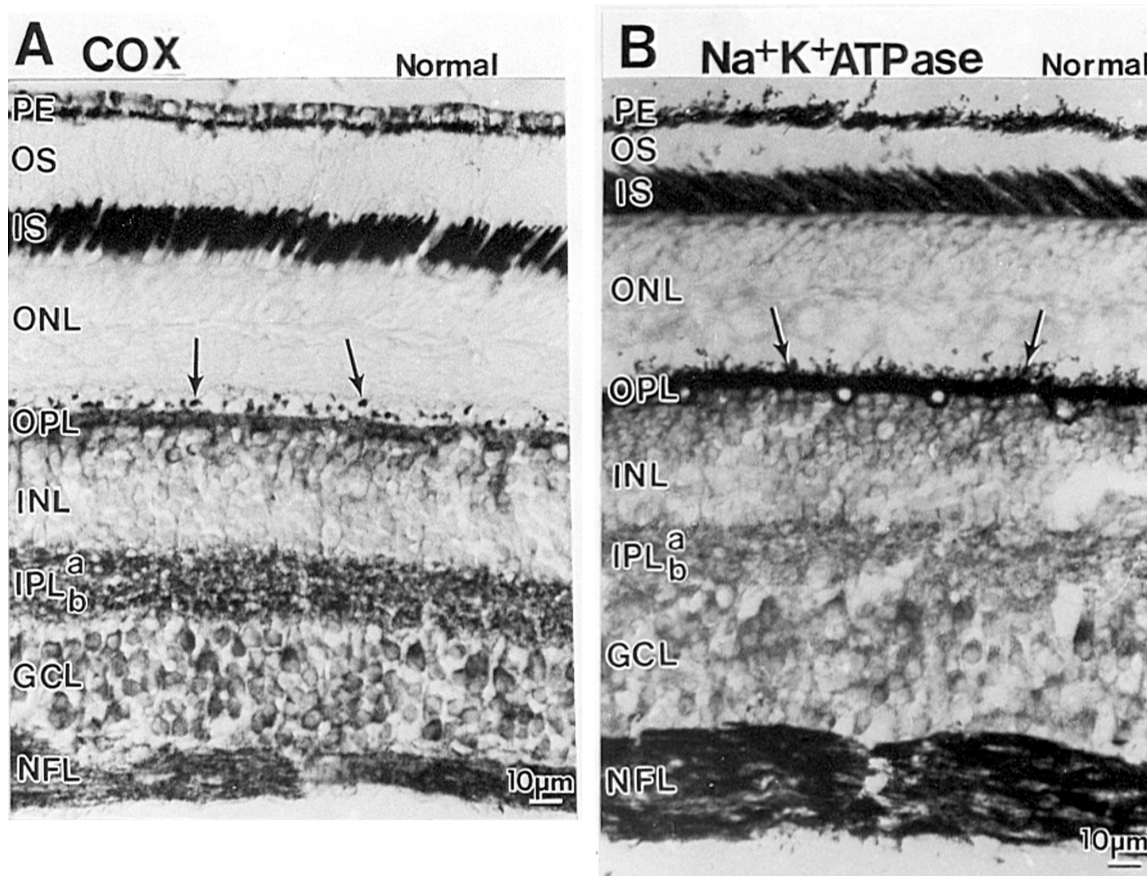 A COX Normal
PE
OS
IS
ONL
OPL
INL
IPL a b
GCL
NFL
10μm
B Na+K+ATPase Normal
PE
OS
IS
ONL
OPL
INL
IPL a b
GCL
NFL
10μm